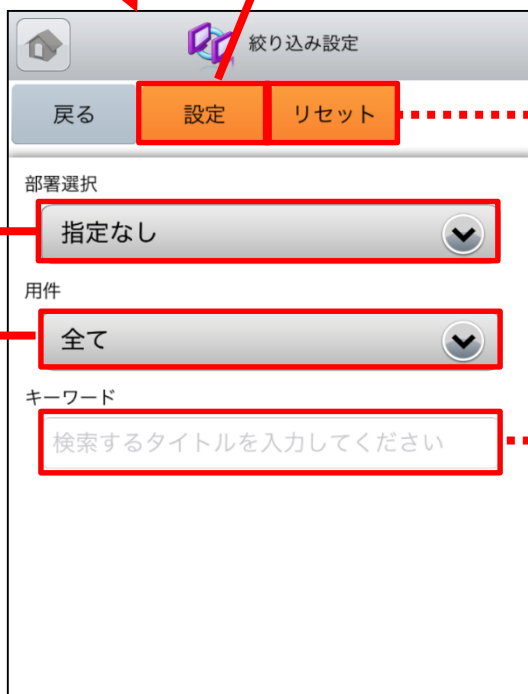 絞り込み設定
戻る 設定 リセット
部署選択
指定なし
用件
全て
キーワード
検索するタイトルを入力してください